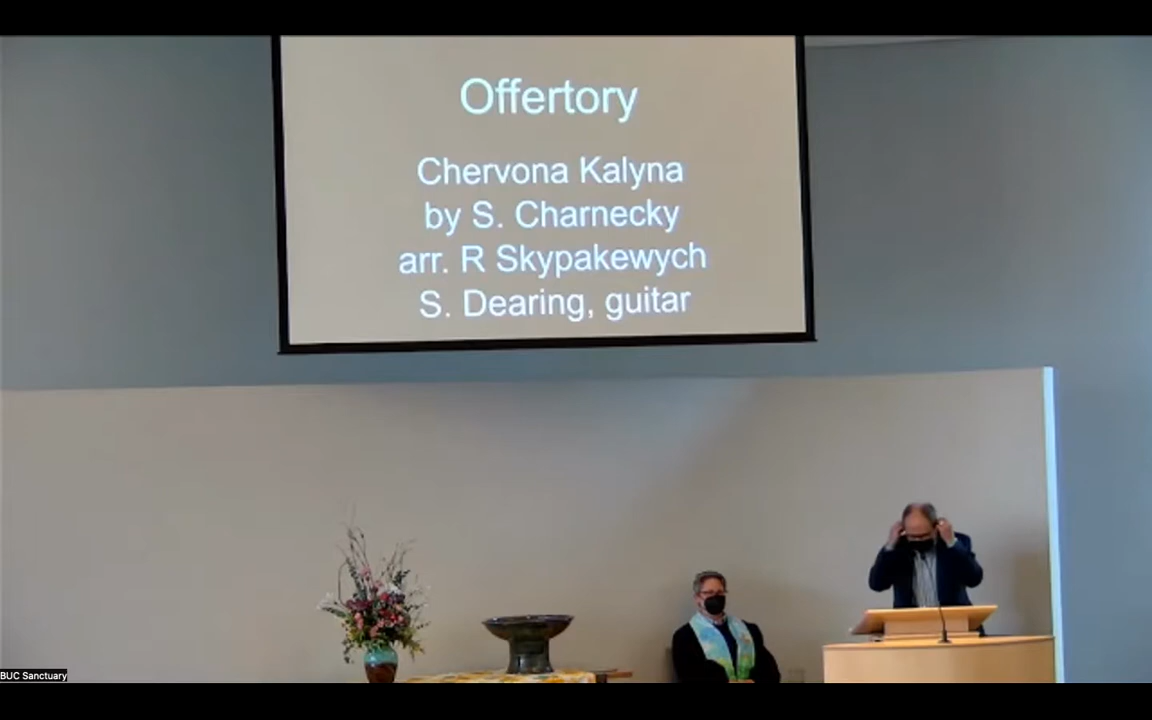 Offertory
Chervona Kalyna
by S. Charnecky
arr. R Skypakewych
S. Dearing, guitar
BUC Sanctuary